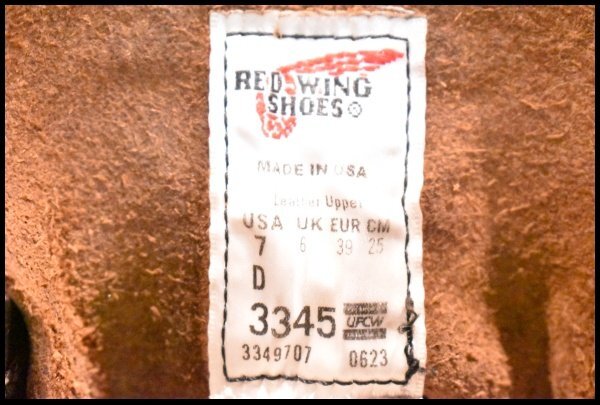 RED WING
SHOES ®
MADE IN USA
Leather Upper
USA UK EUR CM
7 6 39 25
D
3345 UFCW
3349707 0623